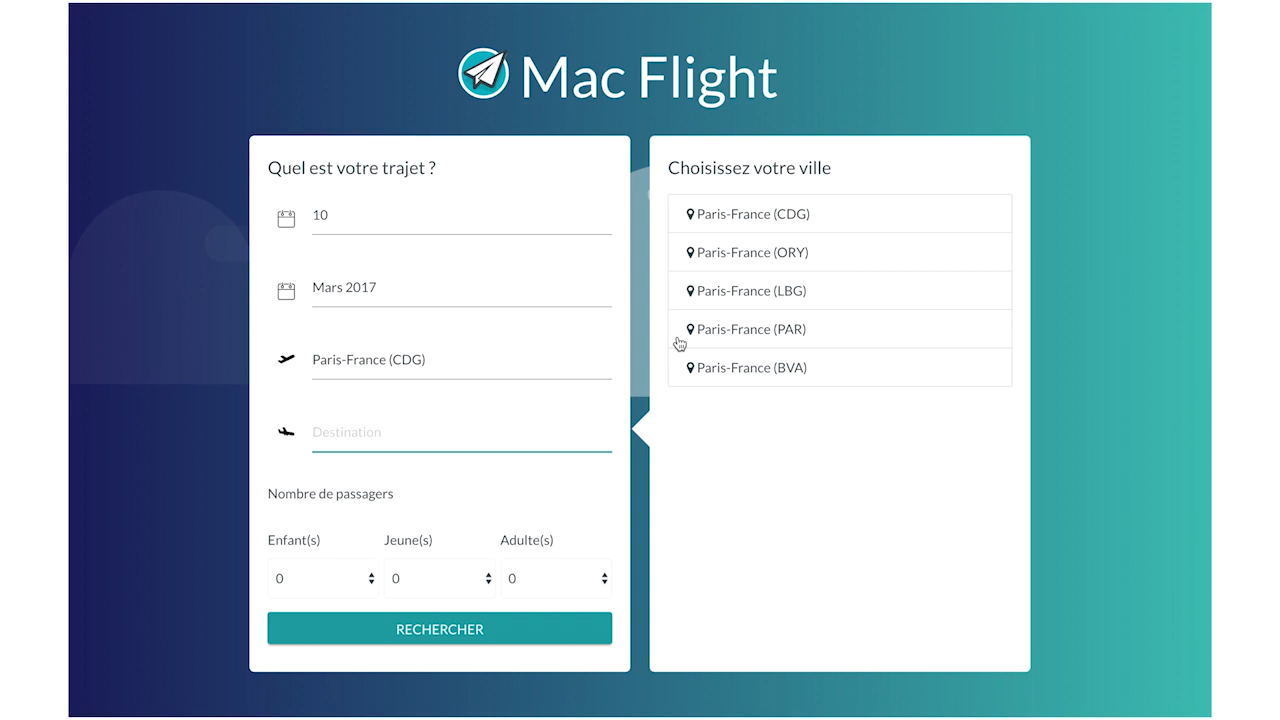 Mac Flight
Quel est votre trajet ?
10
Mars 2017
Paris-France (CDG)
Destination
Nombre de passagers
Enfant(s) Jeune(s) Adulte(s)
0 0 0
RECHERCHER
Choisissez votre ville
Paris-France (CDG)
Paris-France (ORY)
Paris-France (LBG)
Paris-France (PAR)
Paris-France (BVA)